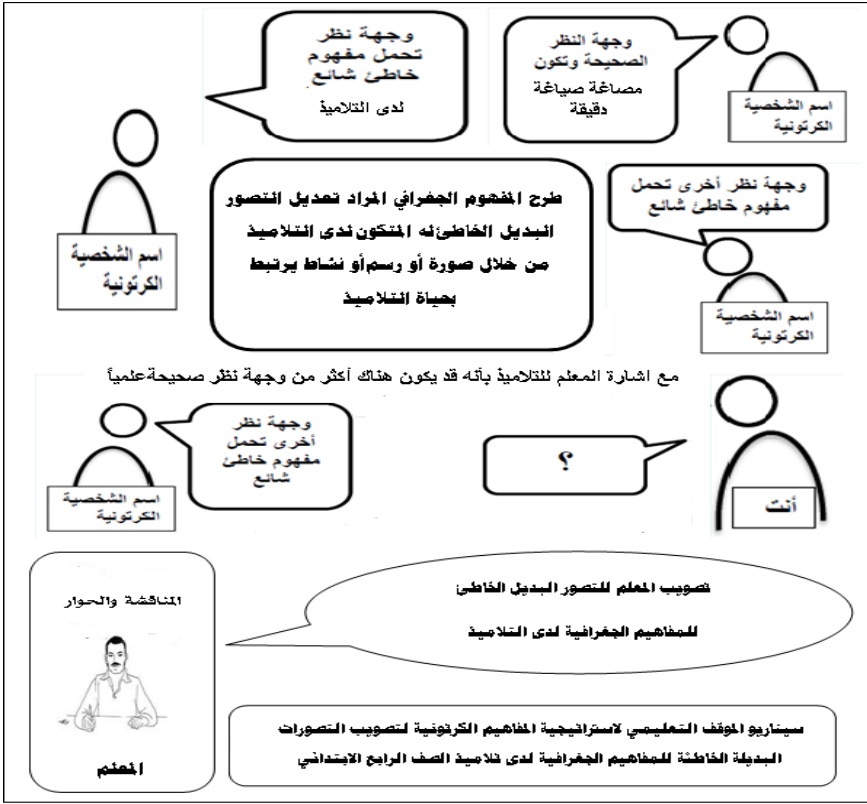 وجهة النظر
الصحيحة وتكون
مصاغة صياغة
دقيقة
اسم الشخصية
الكرتونية
وجهة نظر
تحمل مفهوم
خاطئ شائع
لدى التلاميذ
اسم الشخصية
الكرتونية
وجهة نظر أخرى تحمل
مفهوم خاطئ شائع
اسم الشخصية
الكرتونية
طرح المفهوم الجغرافي المراد تعديل التصور
البديل الخاطئ له المتكون لدى التلاميذ
من خلال صورة أو رسم أو نشاط يرتبط
بحياة التلاميذ
مع اشارة المعلم للتلاميذ بأنه قد يكون هناك أكثر من وجهة نظر صحيحة علمياً
؟
أنت
وجهة نظر
أخرى تحمل
مفهوم خاطئ
شائع
اسم الشخصية
الكرتونية
تصويب المعلم للتصور البديل الخاطئ
للمفاهيم الجغرافية لدى التلاميذ
المناقشة والحوار
المعلم
سيناريو الموقف التعليمي لاستراتيجية المفاهيم الكرتونية لتصويب التصورات
البديلة الخاطئة للمفاهيم الجغرافية لدى تلاميذ الصف الرابع الابتدائي